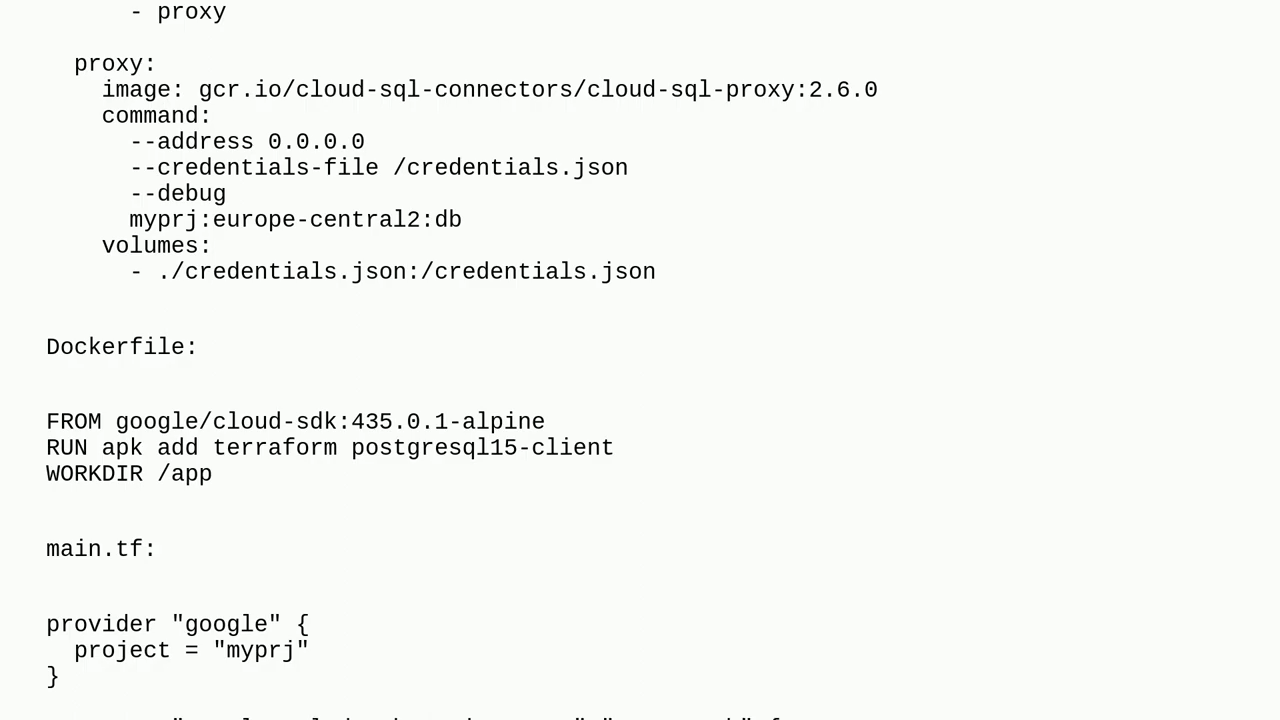 - proxy
proxy:
image: gcr.io/cloud-sql-connectors/cloud-sql-proxy:2.6.0
command:
--address 0.0.0.0
--credentials-file /credentials.json
--debug
myprj:europe-central2:db
volumes:
- ./credentials.json:/credentials.json
Dockerfile:
FROM google/cloud-sdk:435.0.1-alpine
RUN apk add terraform postgresql15-client
WORKDIR /app
main.tf:
provider "google" {
project = "myprj"
}